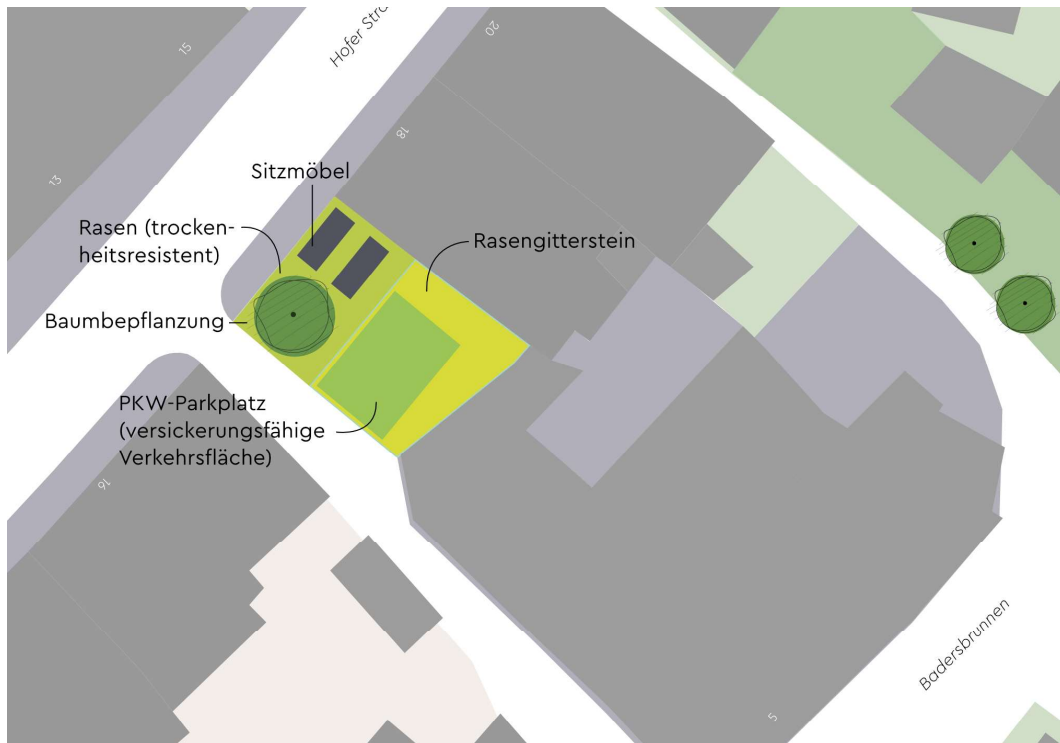 Hofer Str
20
15
18
13
Sitzmöbel
Rasen (trocken-
heitsresistent)
Rasengitterstein
Baumbepflanzung
PKW-Parkplatz
(versickerungsfähige
Verkehrsfläche)
16
Badersbrunnen
5